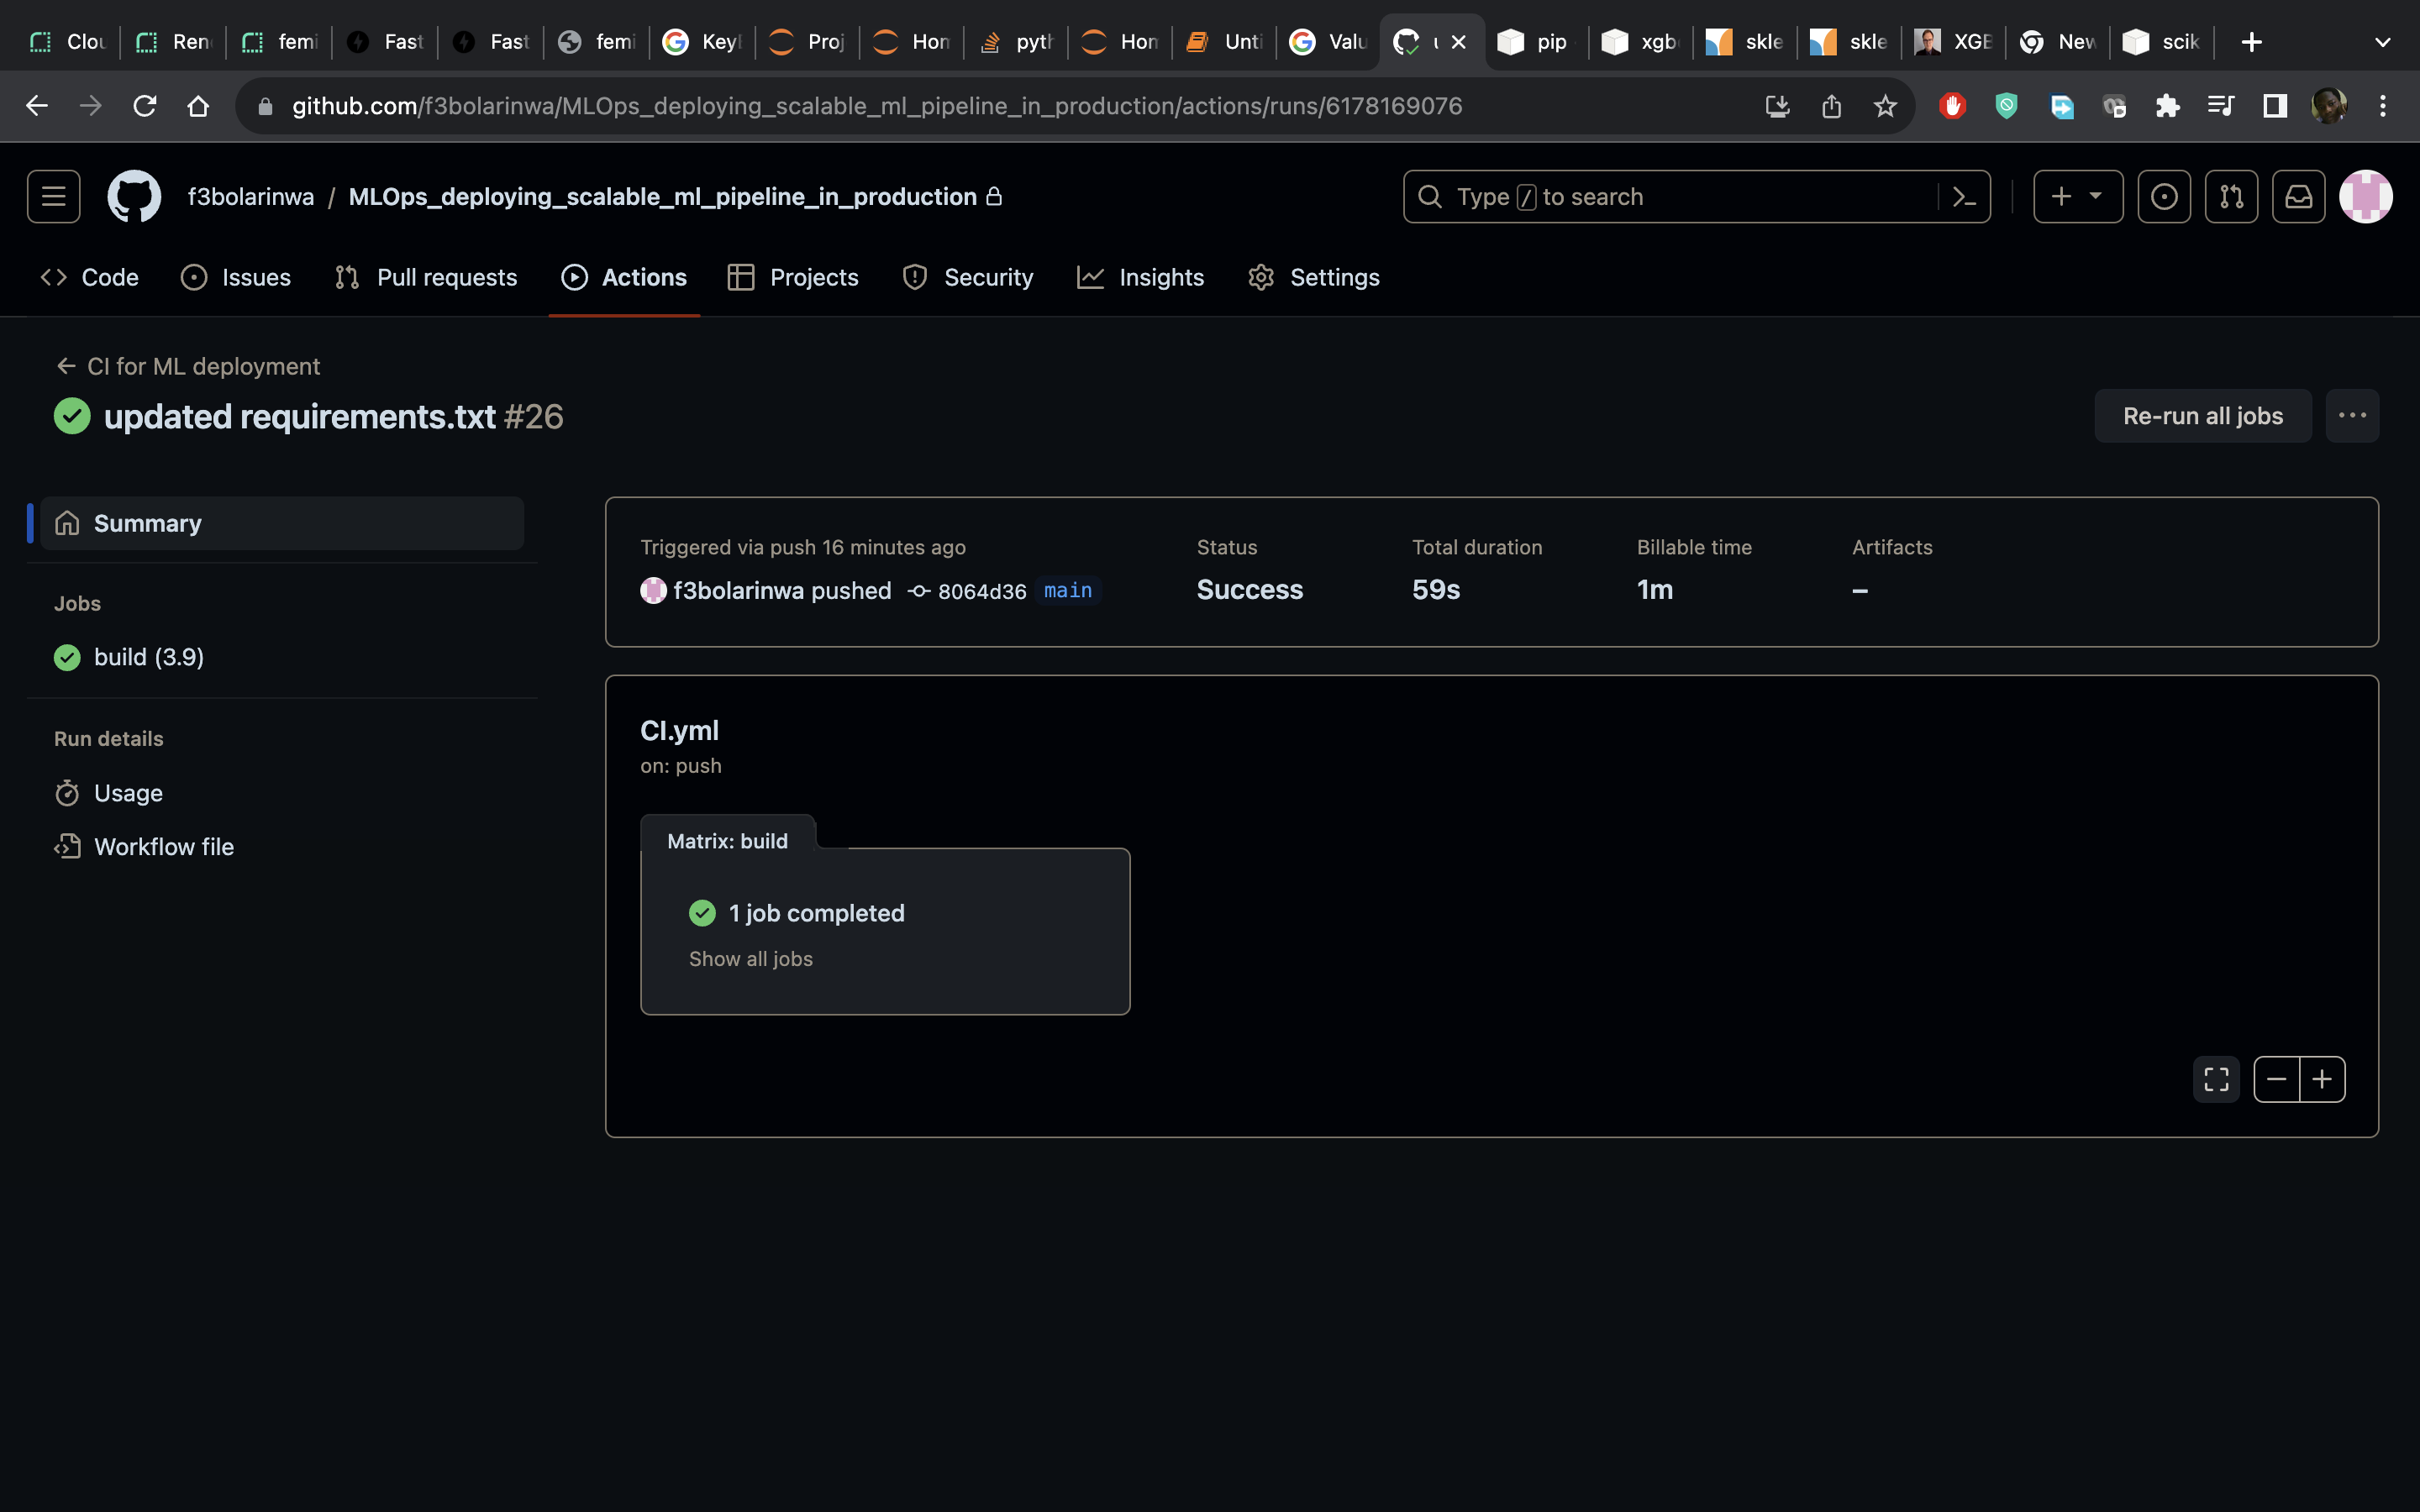 Clou Ren femi Fast Fast femi Keyl Proj Hom pyth Hom Unti Valu pip xgb skle skle XGB New scik
github.com/f3bolarinwa/MLOps_deploying_scalable_ml_pipeline_in_production/actions/runs/6178169076
f3bolarinwa / MLOps_deploying_scalable_ml_pipeline_in_production
Type / to search
Code Issues Pull requests Actions Projects Security Insights Settings
CI for ML deployment
updated requirements.txt #26
Re-run all jobs
Summary
Jobs
build (3.9)
Run details
Usage
Workflow file
Triggered via push 16 minutes ago
f3bolarinwa pushed 8064d36 main
Status
Success
Total duration
59s
Billable time
1m
Artifacts
–
CI.yml
on: push
Matrix: build
1 job completed
Show all jobs